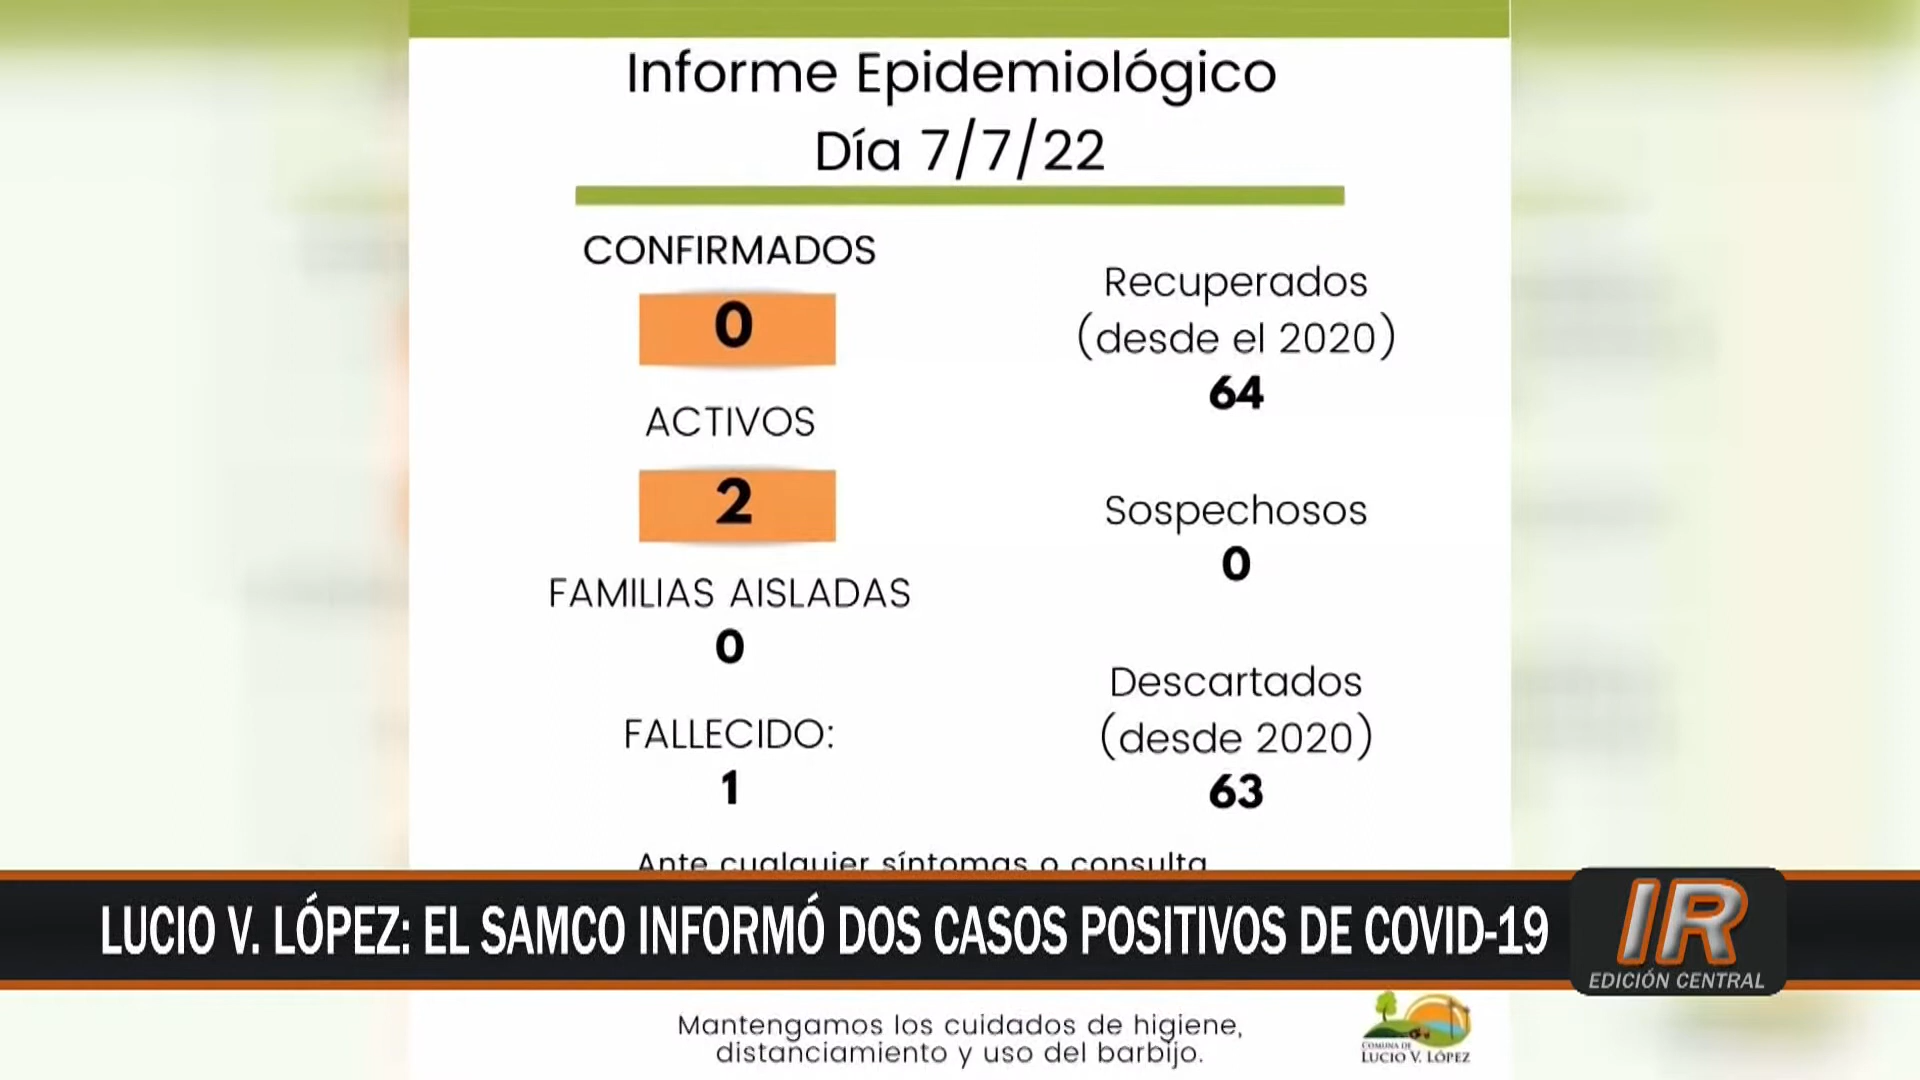 Informe Epidemiológico
Día 7/7/22
CONFIRMADOS
0
ACTIVOS
2
FAMILIAS AISLADAS
0
FALLECIDO:
1
Recuperados
(desde el 2020)
64
Sospechosos
0
Descartados
(desde 2020)
63
Ante cualquier síntomas o consulta
LUCIO V. LÓPEZ: EL SAMCO INFORMÓ DOS CASOS POSITIVOS DE COVID-19
IR
EDICIÓN CENTRAL
Mantengamos los cuidados de higiene,
distanciamiento y uso del barbijo.
COMUNA DE
LUCIO V. LÓPEZ